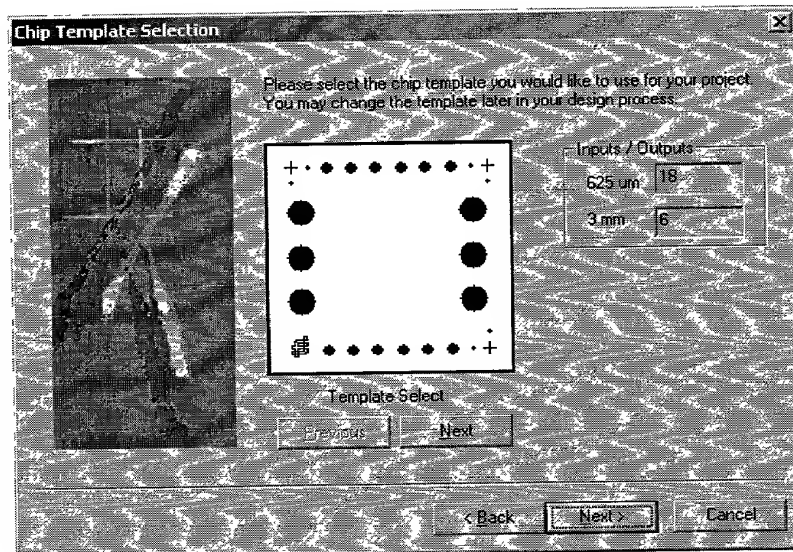 Chip Template Selection
Please select the chip template you would like to use for your project.
You may change the template later in your design process.
Inputs / Outputs
625 um 18
3 mm 6
Template Select
Previous Next
< Back Next > Cancel